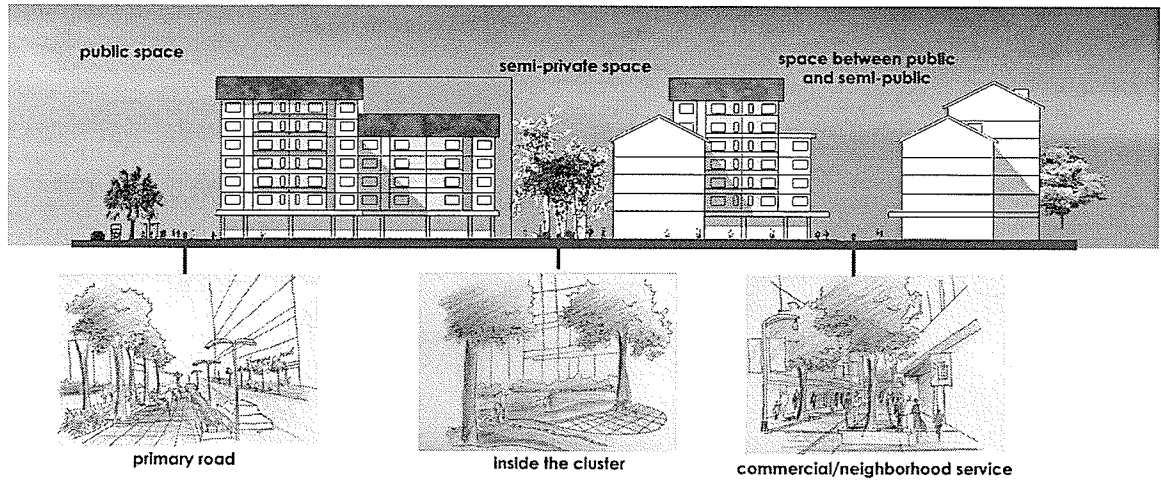 public space
semi-private space
space between public
and semi-public
primary road
inside the cluster
commercial/neighborhood service